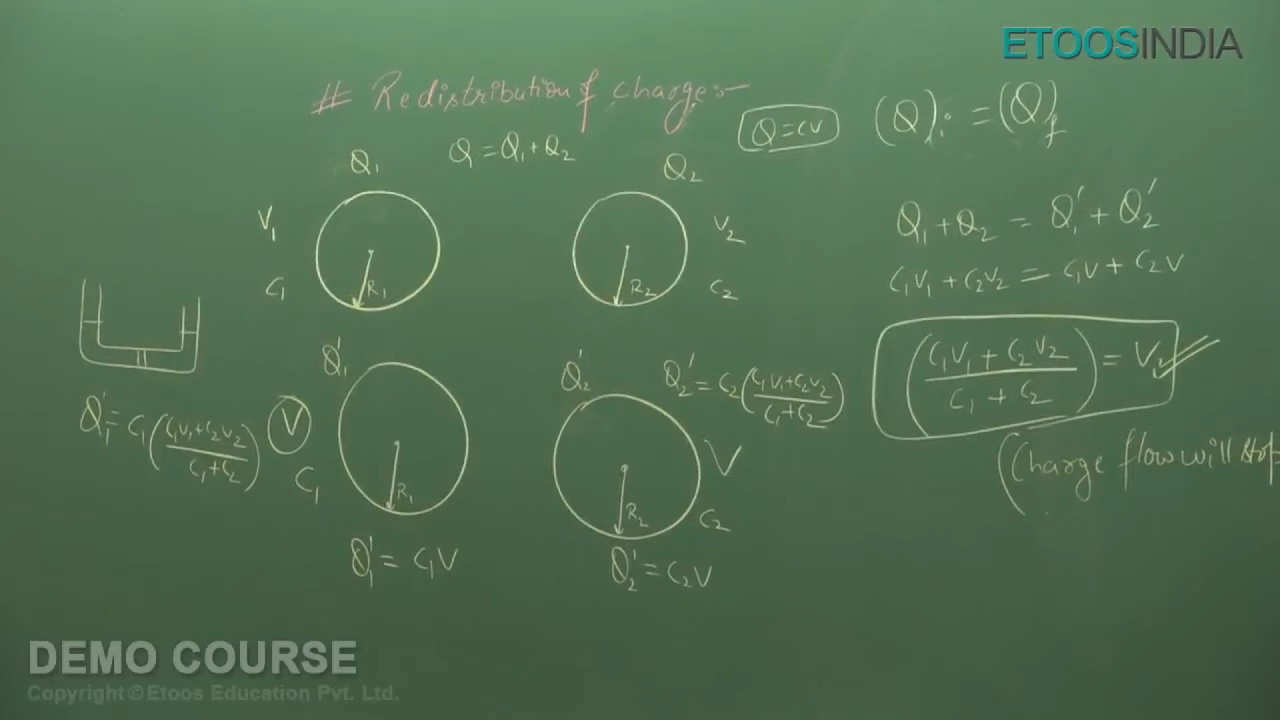 ETOOSINDIA
# Redistribution of charge:-
Q = CV
(Q)i = (Q)f
Q1 Q = Q1 + Q2 Q2
V1 V2
Q1 + Q2 = Q1' + Q2'
C1 R1 R2 C2
C1V1 + C2V2 = C1V + C2V
(C1V1 + C2V2 / C1 + C2) = V
Q1' Q2' Q2' = C2(C1V1 + C2V2 / C1 + C2)
Q1' = C1(C1V1 + C2V2 / C1 + C2) V V
(Charge flow will stop
C1 R1 R2 C2
Q1' = C1V Q2' = C2V
DEMO COURSE
Copyright © Etoos Education Pvt. Ltd.